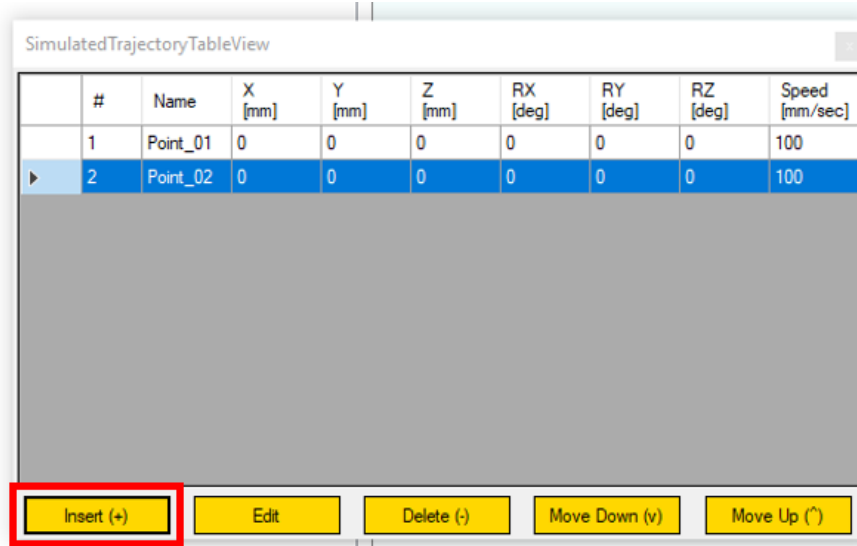 SimulatedTrajectoryTableView
# Name X [mm] Y [mm] Z [mm] RX [deg] RY [deg] RZ [deg] Speed [mm/sec]
1 Point_01 0 0 0 0 0 0 100
2 Point_02 0 0 0 0 0 0 100
Insert (+) Edit Delete (-) Move Down (v) Move Up (^)